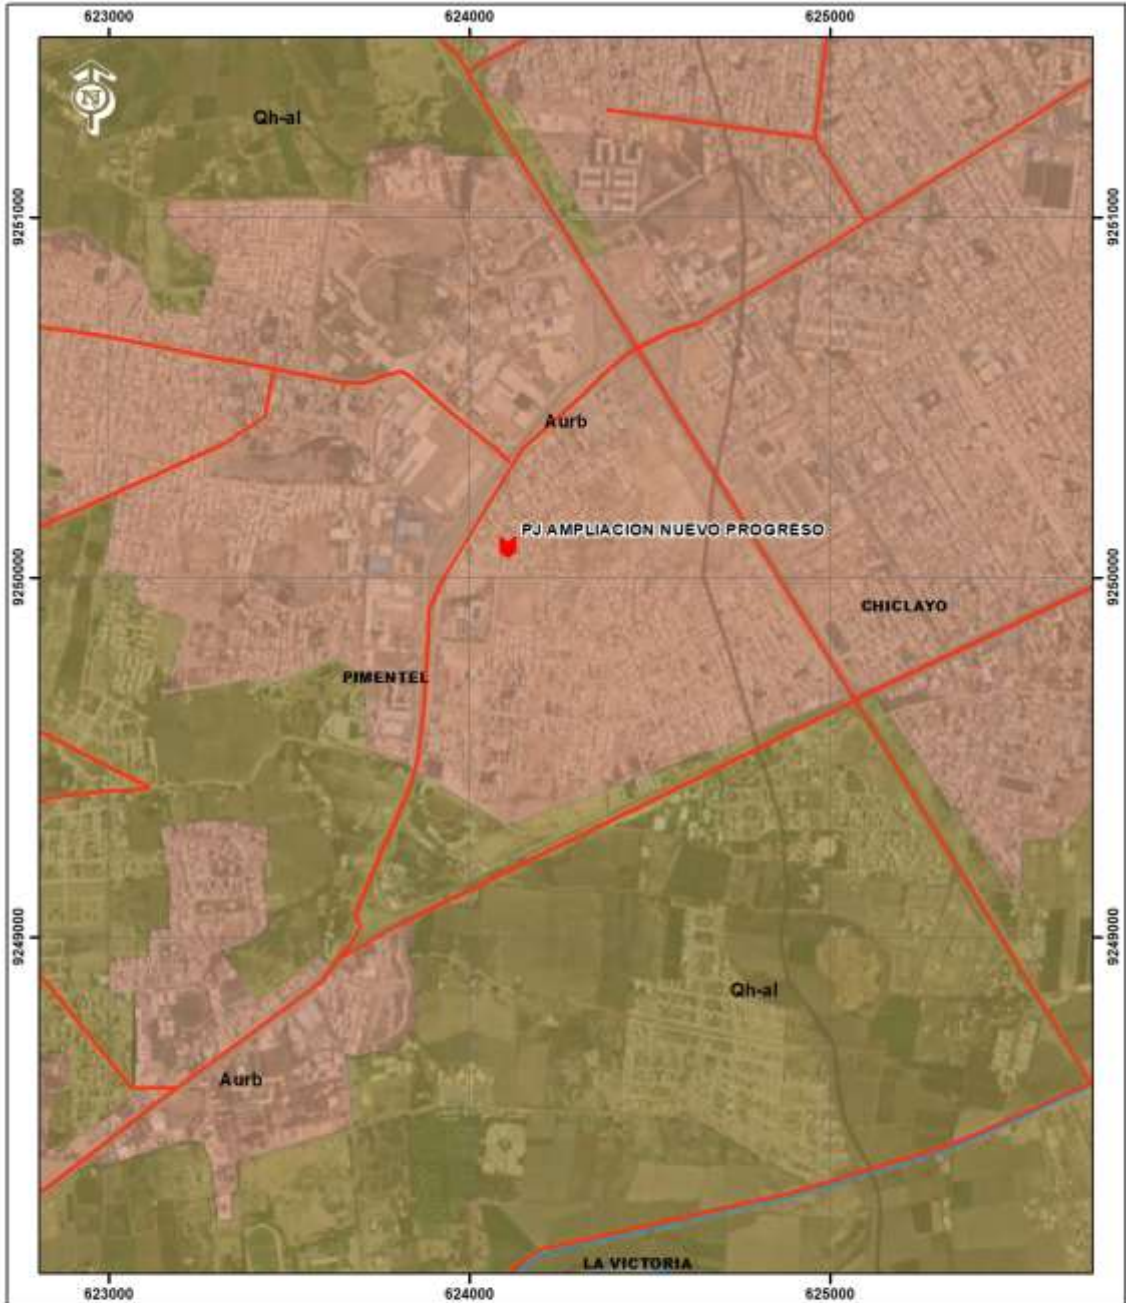 623000
624000
625000
N
Qh-al
9251000
9251000
Aurb
PJ AMPLIACION NUEVO PROGRESO
9250000
9250000
CHICLAYO
PIMENTEL
9249000
9249000
Qh-al
Aurb
LA VICTORIA
623000
624000
625000